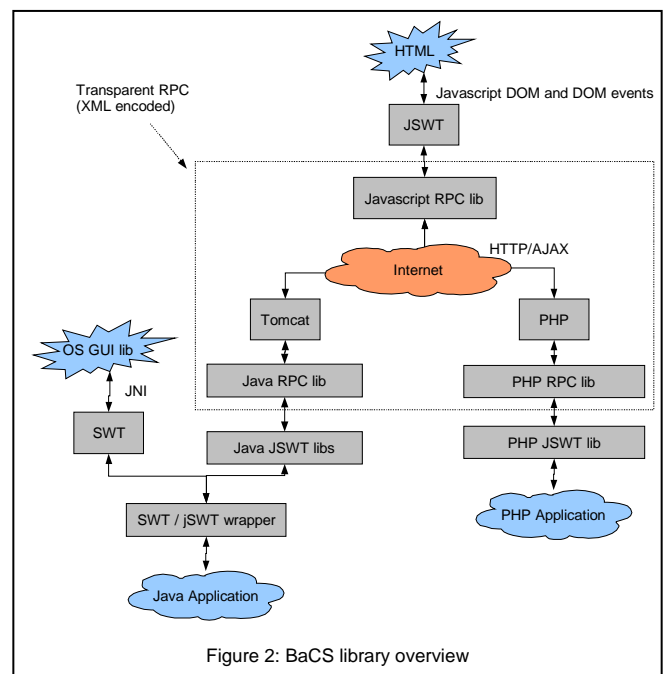 HTML
Transparent RPC
(XML encoded)
Javascript DOM and DOM events
JSWT
Javascript RPC lib
HTTP/AJAX
Internet
Tomcat
PHP
OS GUI lib
Java RPC lib
PHP RPC lib
JNI
SWT
Java JSWT libs
PHP JSWT lib
SWT / jSWT wrapper
PHP Application
Java Application
Figure 2: BaCS library overview